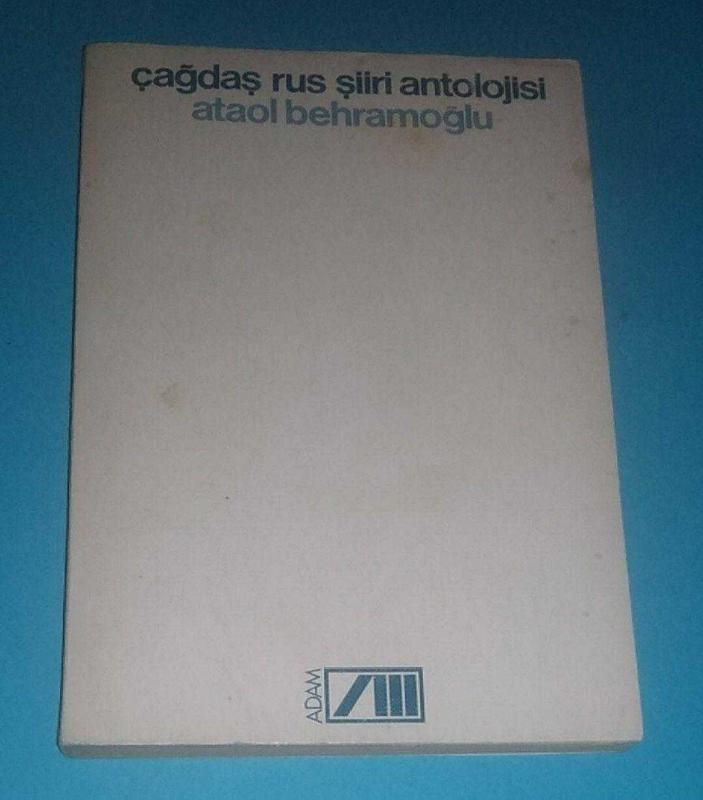 çağdaş rus şiiri antolojisi
ataol behramoğlu
ADAM